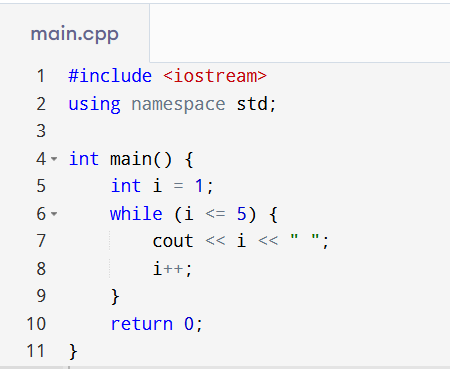 main.cpp
1 #include <iostream>
2 using namespace std;
3
4 int main() {
5     int i = 1;
6     while (i <= 5) {
7         cout << i << " ";
8         i++;
9     }
10     return 0;
11 }